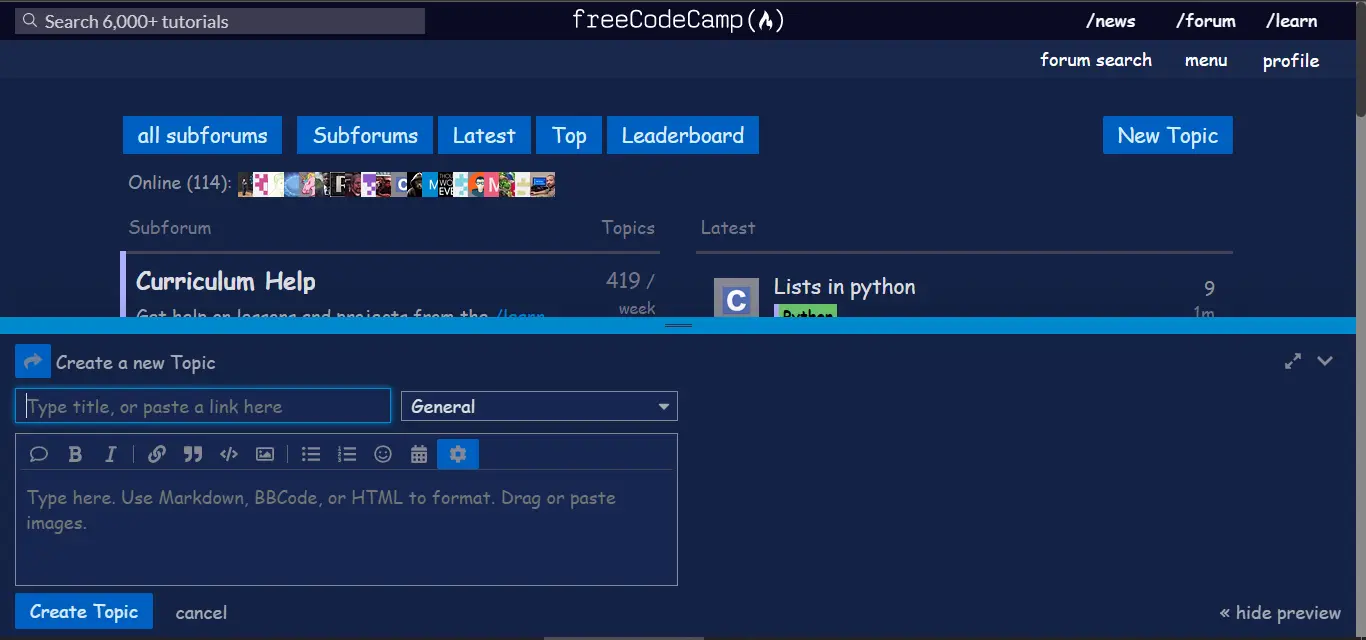 Search 6,000+ tutorials
freeCodeCamp
/news /forum /learn
forum search menu profile
all subforums Subforums Latest Top Leaderboard New Topic
Online (114):
Subforum Topics
Curriculum Help 419 /
week
Get help on lessons and projects from the /learn
Latest
Lists in python 9
Python 1m
Create a new Topic
Type title, or paste a link here General
Type here. Use Markdown, BBCode, or HTML to format. Drag or paste
images.
Create Topic cancel « hide preview